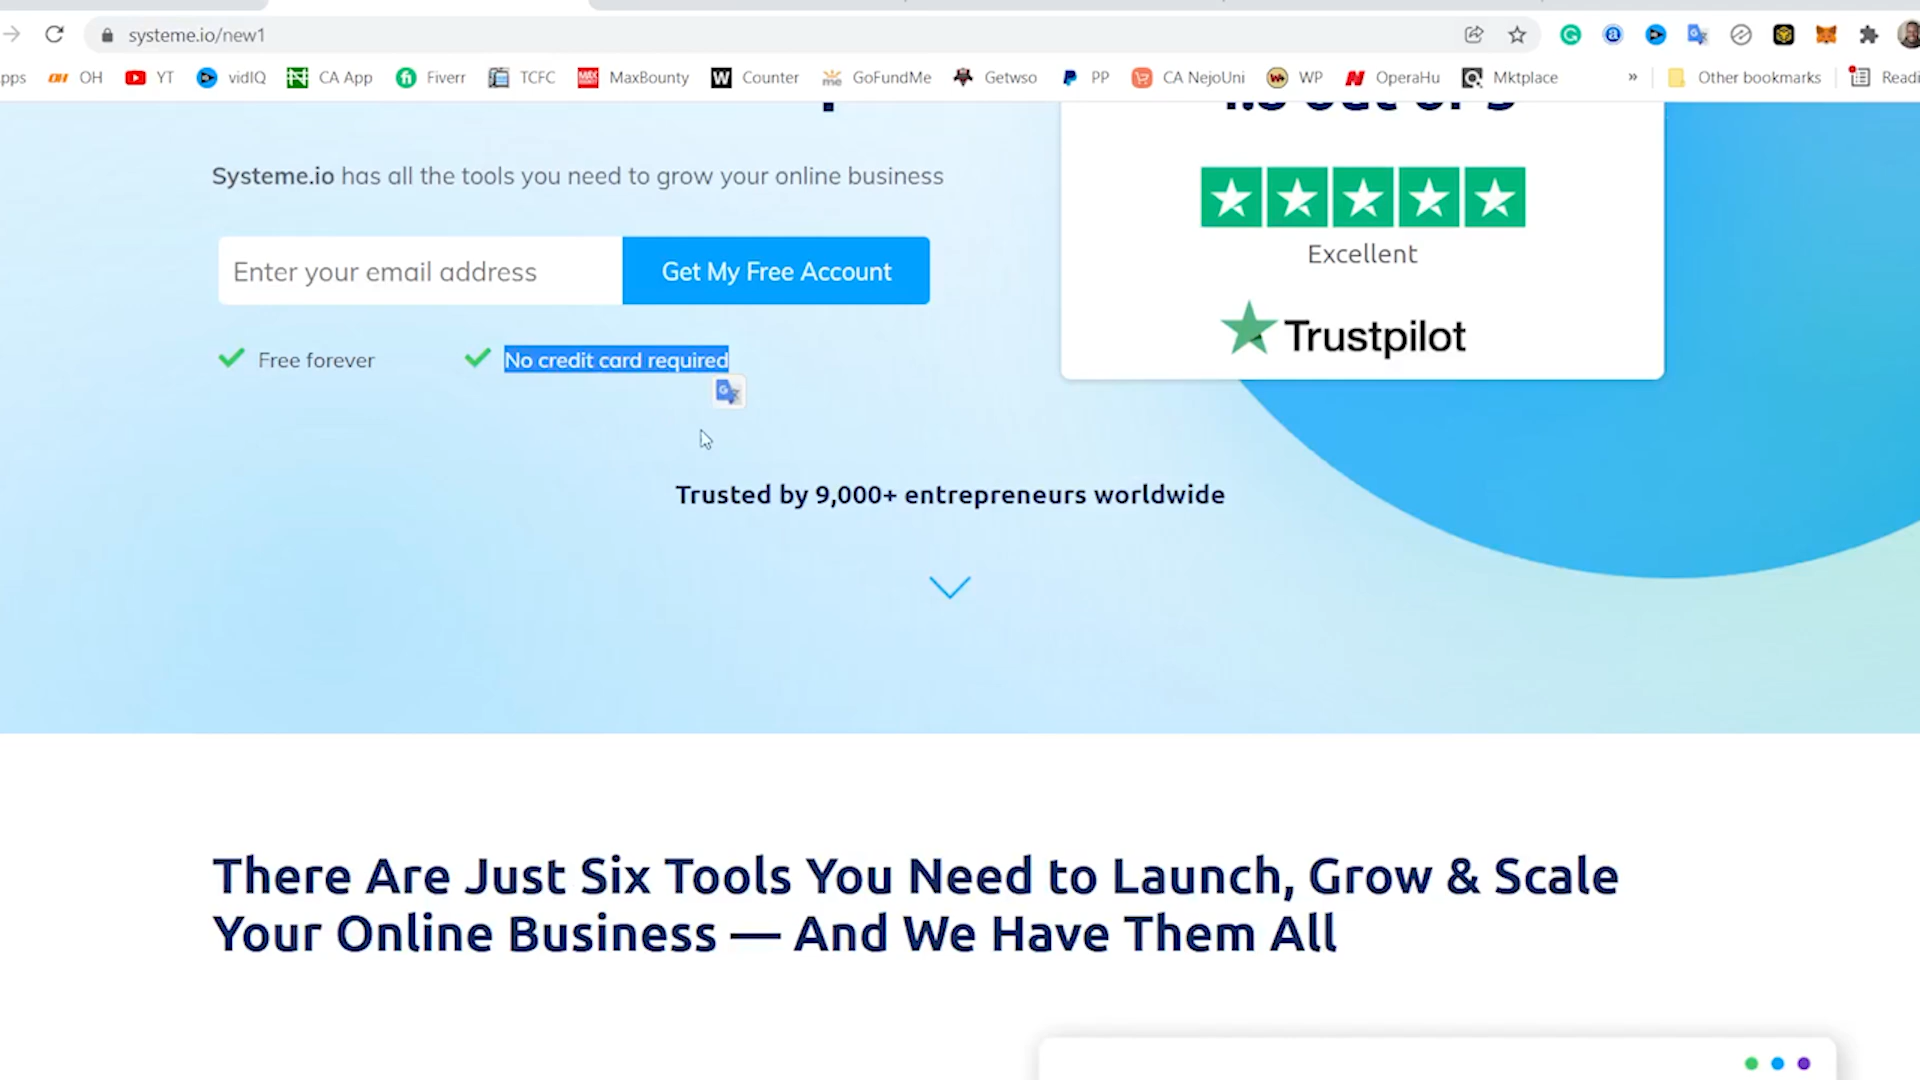 systeme.io/new1
pps OH YT vidIQ CA App Fiverr TCFC MaxBounty Counter GoFundMe Getwso PP CA NejoUni WP OperaHu Mktplace » Other bookmarks Readi
Systeme.io has all the tools you need to grow your online business
Enter your email address Get My Free Account
Free forever No credit card required
Excellent
Trustpilot
Trusted by 9,000+ entrepreneurs worldwide
There Are Just Six Tools You Need to Launch, Grow & Scale
Your Online Business — And We Have Them All